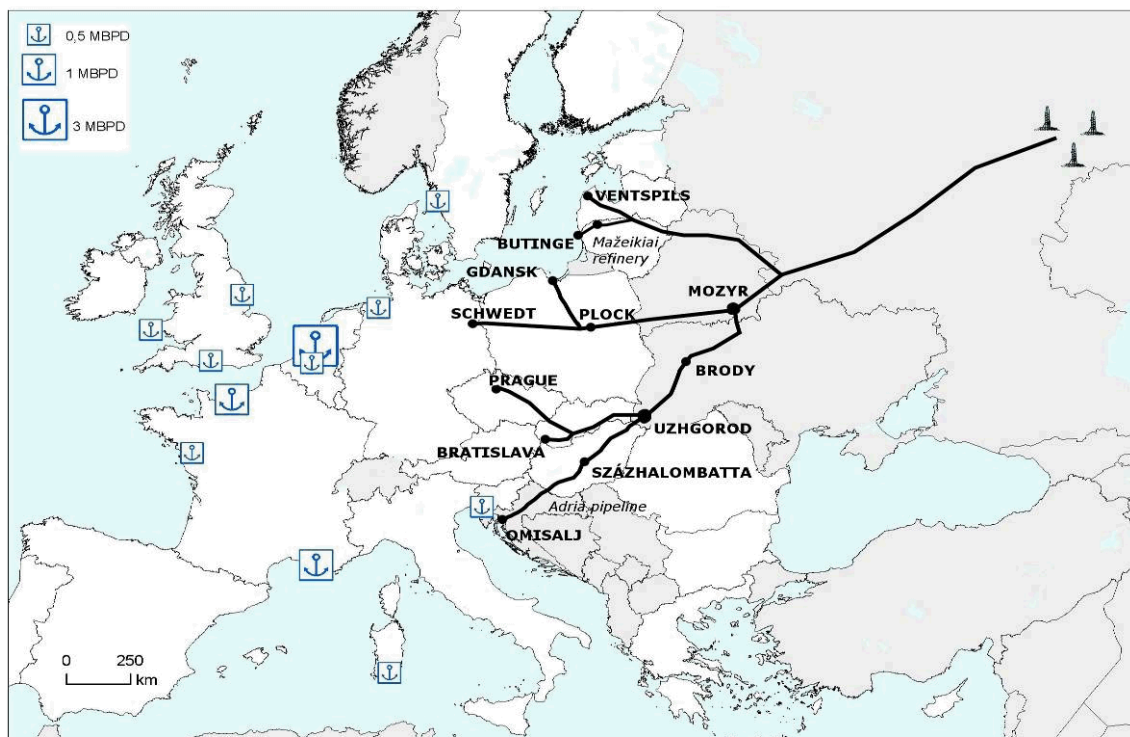 0,5 MBPD
1 MBPD
3 MBPD
VENTSPILS
BUTINGE
Mažeikiai
refinery
GDANSK
MOZYR
SCHWEDT
PLOCK
BRODY
PRAGUE
UZHGOROD
BRATISLAVA
SZÁZHALOMBATTA
Adria pipeline
OMISALJ
0 250
km